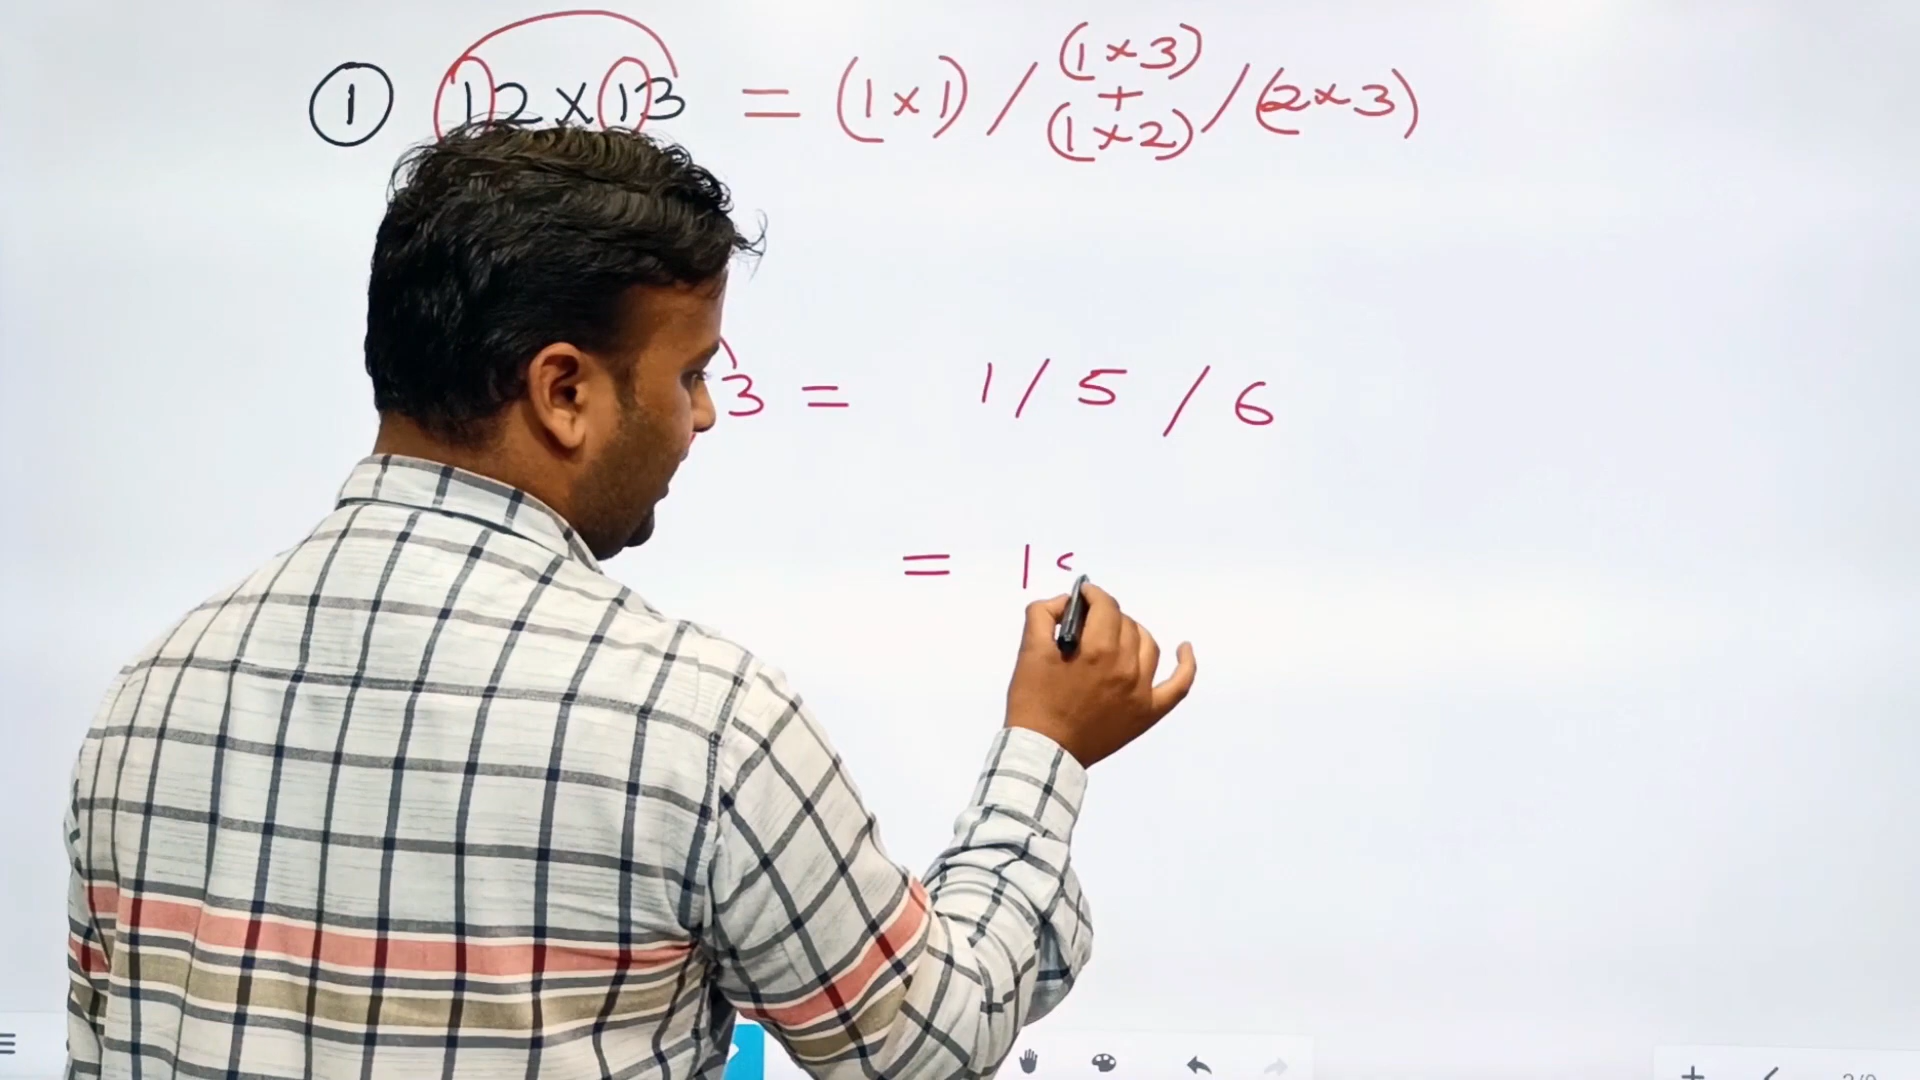 ① 12×13 = (1×1) / (1×3) + (1×2) / (2×3)
3 = 1 / 5 / 6
= 1